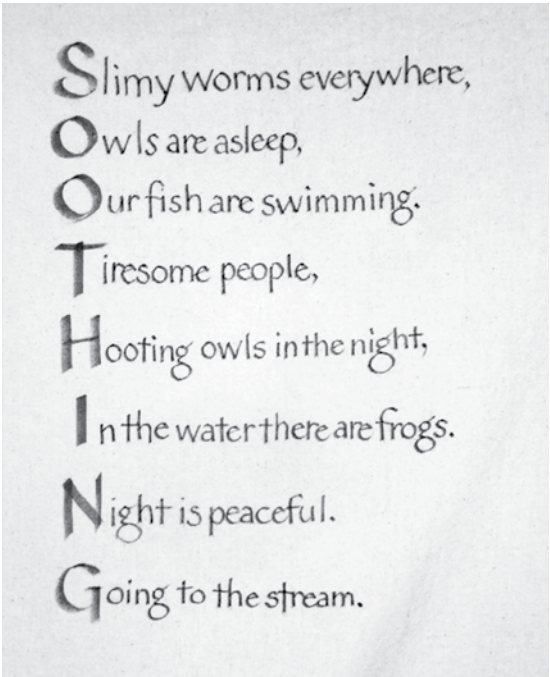 Slimy worms everywhere,
Owls are asleep,
Our fish are swimming.
Tiresome people,
Hooting owls in the night,
In the water there are frogs.
Night is peaceful.
Going to the stream.